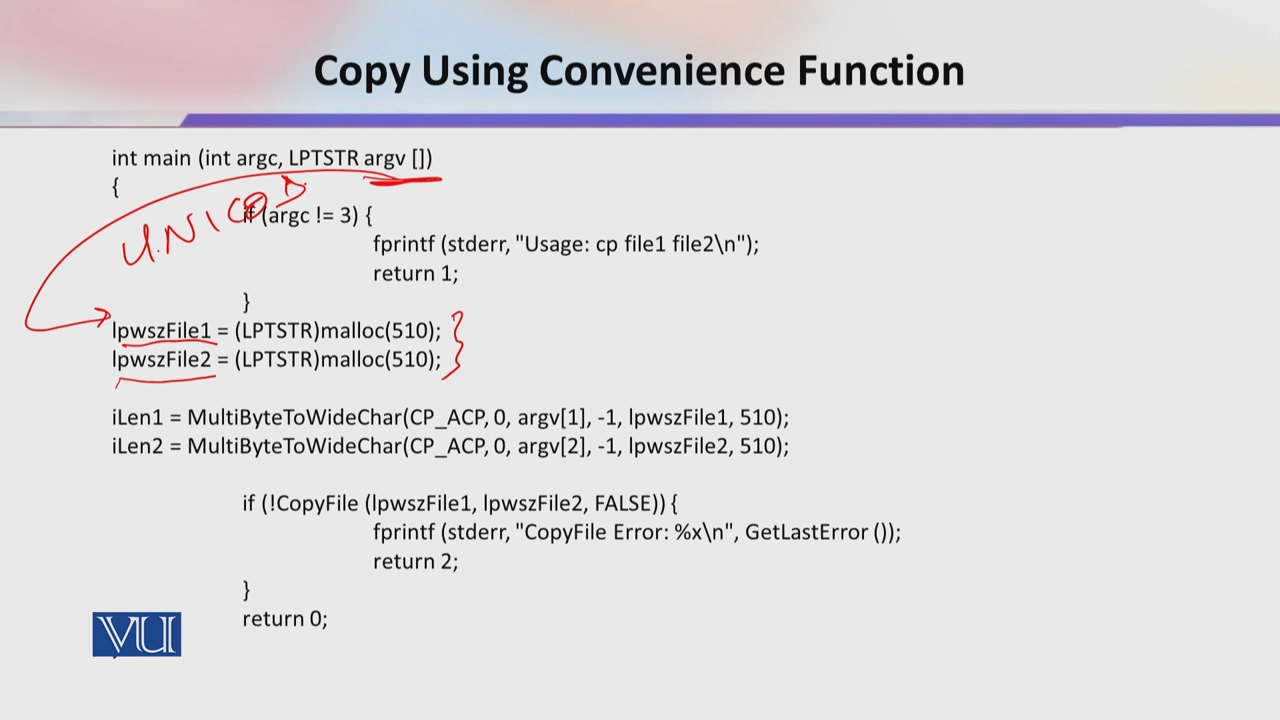 Copy Using Convenience Function
int main (int argc, LPTSTR argv [])
{
UNICOD
if (argc != 3) {
fprintf (stderr, "Usage: cp file1 file2\n");
return 1;
}
lpwszFile1 = (LPTSTR)malloc(510);
lpwszFile2 = (LPTSTR)malloc(510);
iLen1 = MultiByteToWideChar(CP_ACP, 0, argv[1], -1, lpwszFile1, 510);
iLen2 = MultiByteToWideChar(CP_ACP, 0, argv[2], -1, lpwszFile2, 510);
if (!CopyFile (lpwszFile1, lpwszFile2, FALSE)) {
fprintf (stderr, "CopyFile Error: %x\n", GetLastError ());
return 2;
}
return 0;
VU